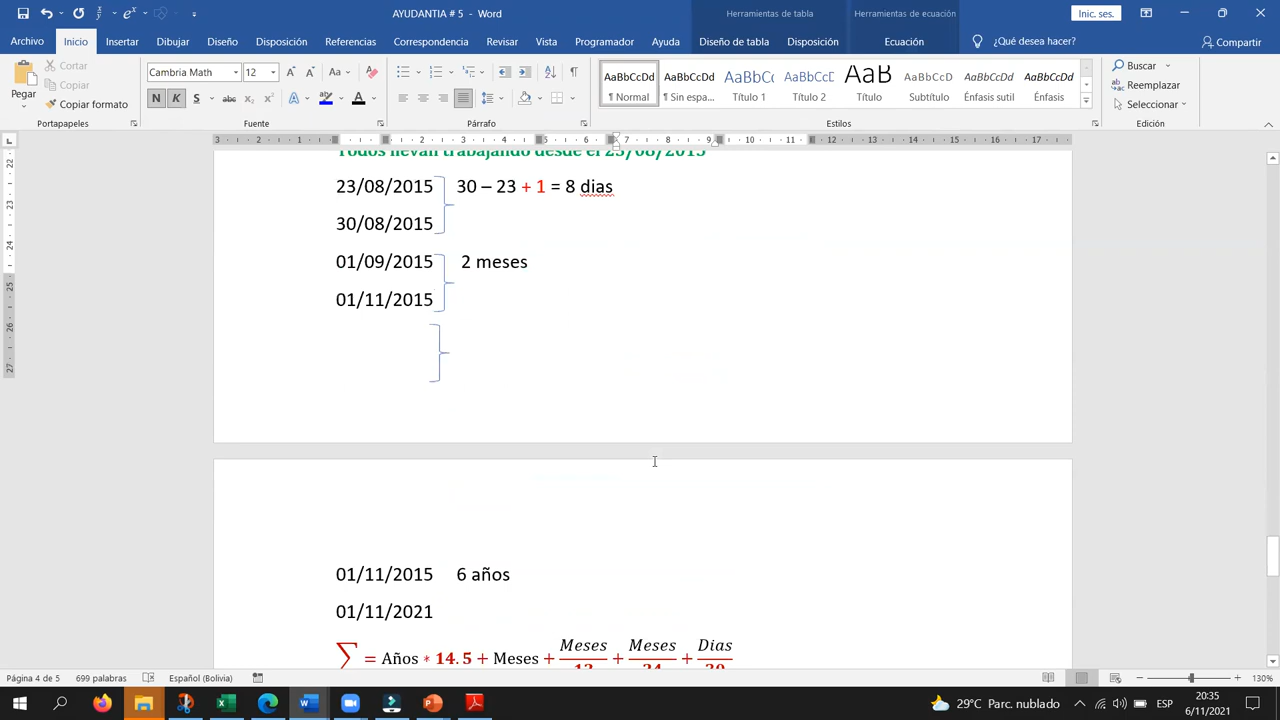 AYUDANTIA # 5 - Word
Herramientas de tabla
Herramientas de ecuación
Inic. ses.
Archivo Inicio Insertar Dibujar Diseño Disposición Referencias Correspondencia Revisar Vista Programador Ayuda Diseño de tabla Disposición Ecuación ¿Qué desea hacer? Compartir
Pegar
Cortar
Copiar
Copiar formato
Portapapeles
Cambria Math 12
N K S abc
Fuente
Párrafo
AaBbCcDd AaBbCcDd AaBbCc AaBbCcD AaB AaBbCcD AaBbCcDd AaBbCcDd
¶ Normal ¶ Sin espa... Título 1 Título 2 Título Subtítulo Énfasis sutil Énfasis
Estilos
Buscar
Reemplazar
Seleccionar
Edición
Todos llevan trabajando desde el 23/08/2015
23/08/2015 30 – 23 + 1 = 8 dias
30/08/2015
01/09/2015 2 meses
01/11/2015
01/11/2015 6 años
01/11/2021
∑ = Años * 14.5 + Meses + Meses/12 + Meses/24 + Dias/30
Página 4 de 5 699 palabras Español (Bolivia) 130%
29°C Parc. nublado ESP 20:35
6/11/2021